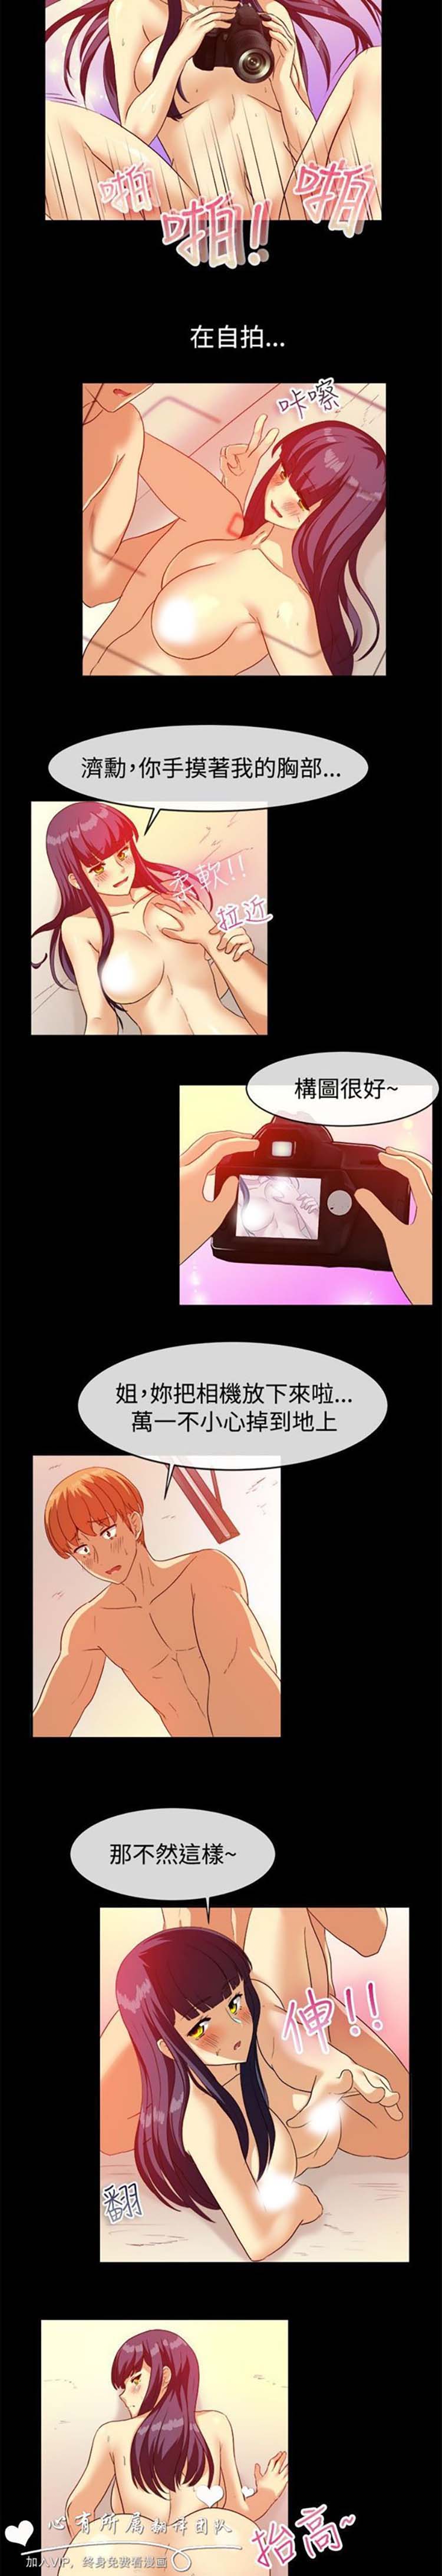 啪
啪!!
啪
在自拍...
咔嚓
濟勳,你手摸著我的胸部...
柔軟!!
拉近
構圖很好~
姐,妳把相機放下來啦...
萬一不小心掉到地上
那不然這樣~
伸!!
翻
心有所属翻译团队
加入VIP，终身免费看漫画
抬高~